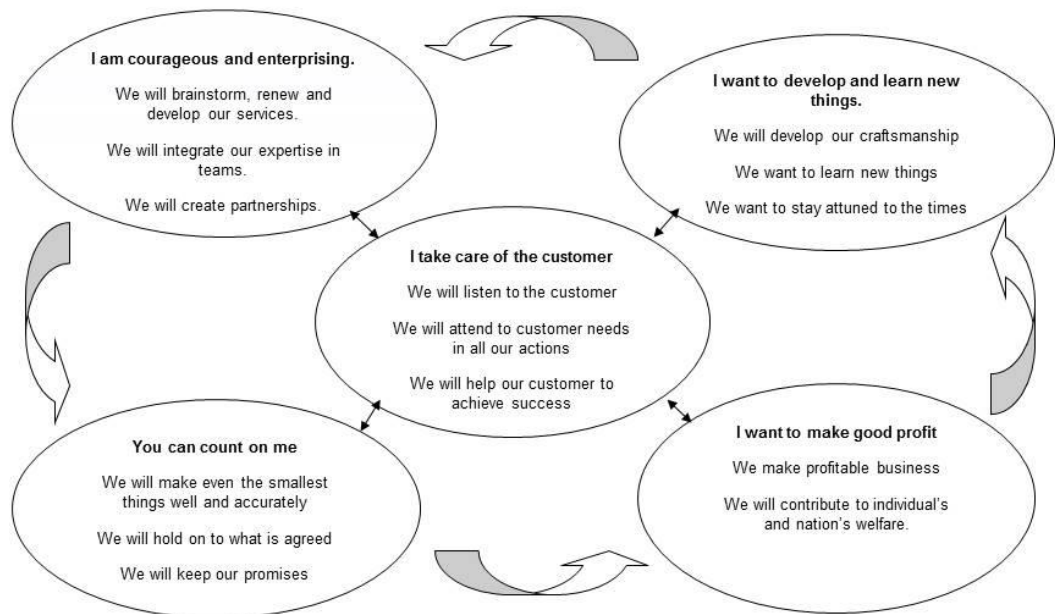 I am courageous and enterprising.
We will brainstorm, renew and
develop our services.
We will integrate our expertise in
teams.
We will create partnerships.
I want to develop and learn new
things.
We will develop our craftsmanship
We want to learn new things
We want to stay attuned to the times
I take care of the customer
We will listen to the customer
We will attend to customer needs
in all our actions
We will help our customer to
achieve success
You can count on me
We will make even the smallest
things well and accurately
We will hold on to what is agreed
We will keep our promises
I want to make good profit
We make profitable business
We will contribute to individual's
and nation's welfare.